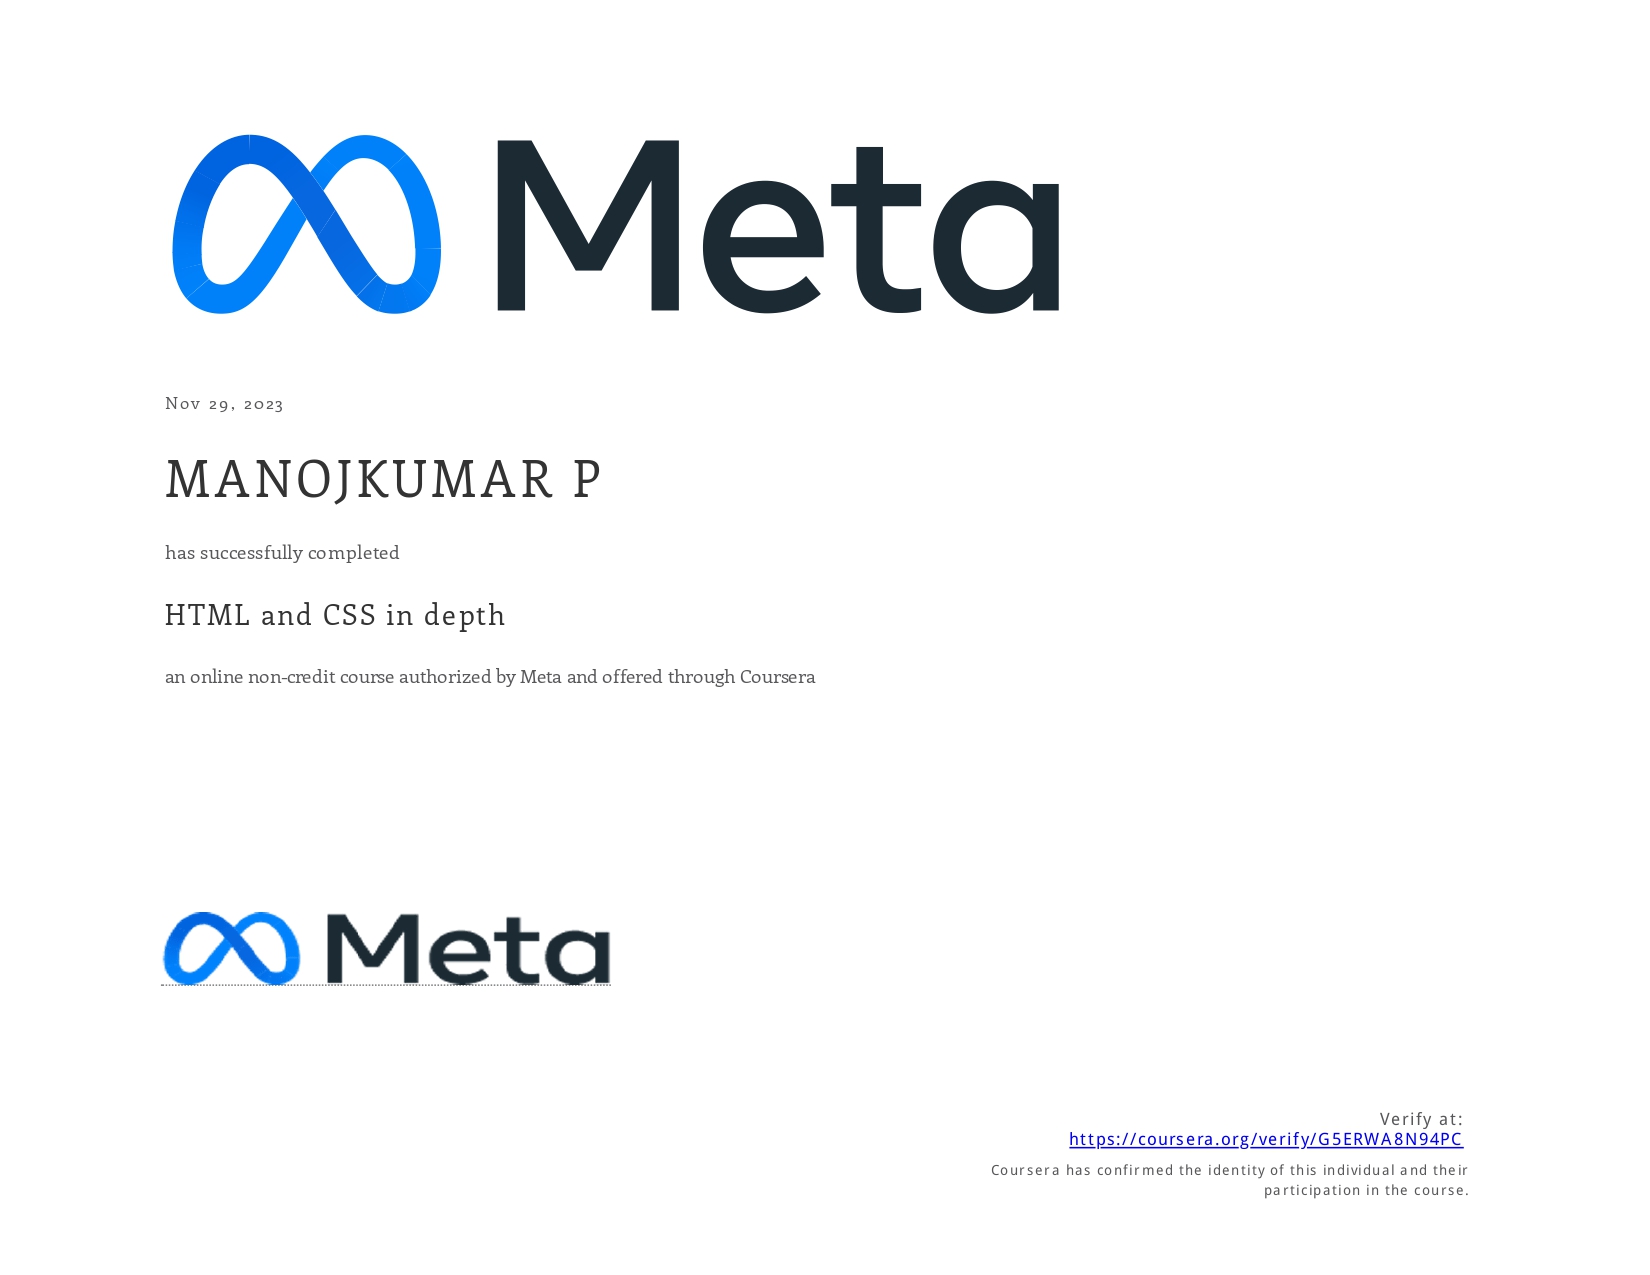 Meta
Nov 29, 2023
MANOJKUMAR P
has successfully completed
HTML and CSS in depth
an online non-credit course authorized by Meta and offered through Coursera
Meta
Verify at:
https://coursera.org/verify/G5ERWA8N94PC
Coursera has confirmed the identity of this individual and their
participation in the course.